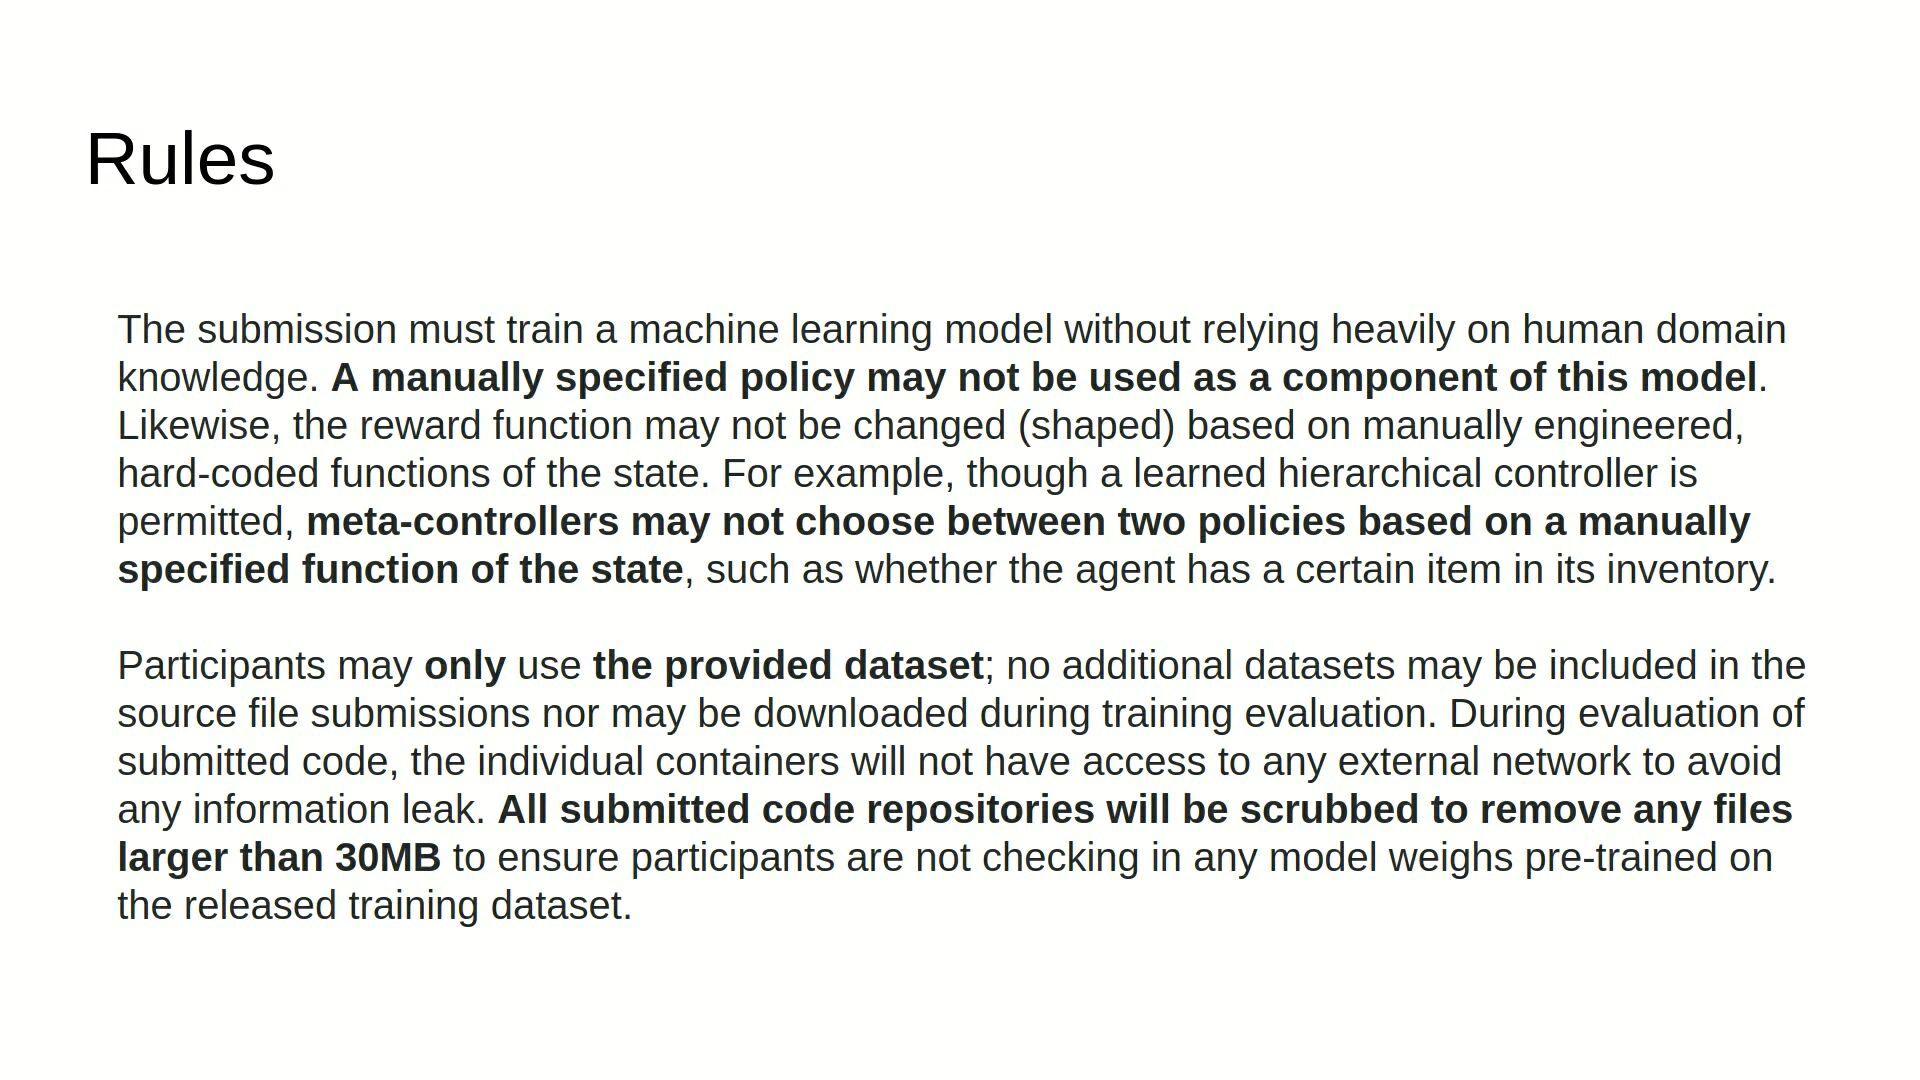 Rules
The submission must train a machine learning model without relying heavily on human domain
knowledge. A manually specified policy may not be used as a component of this model.
Likewise, the reward function may not be changed (shaped) based on manually engineered,
hard-coded functions of the state. For example, though a learned hierarchical controller is
permitted, meta-controllers may not choose between two policies based on a manually
specified function of the state, such as whether the agent has a certain item in its inventory.
Participants may only use the provided dataset; no additional datasets may be included in the
source file submissions nor may be downloaded during training evaluation. During evaluation of
submitted code, the individual containers will not have access to any external network to avoid
any information leak. All submitted code repositories will be scrubbed to remove any files
larger than 30MB to ensure participants are not checking in any model weighs pre-trained on
the released training dataset.